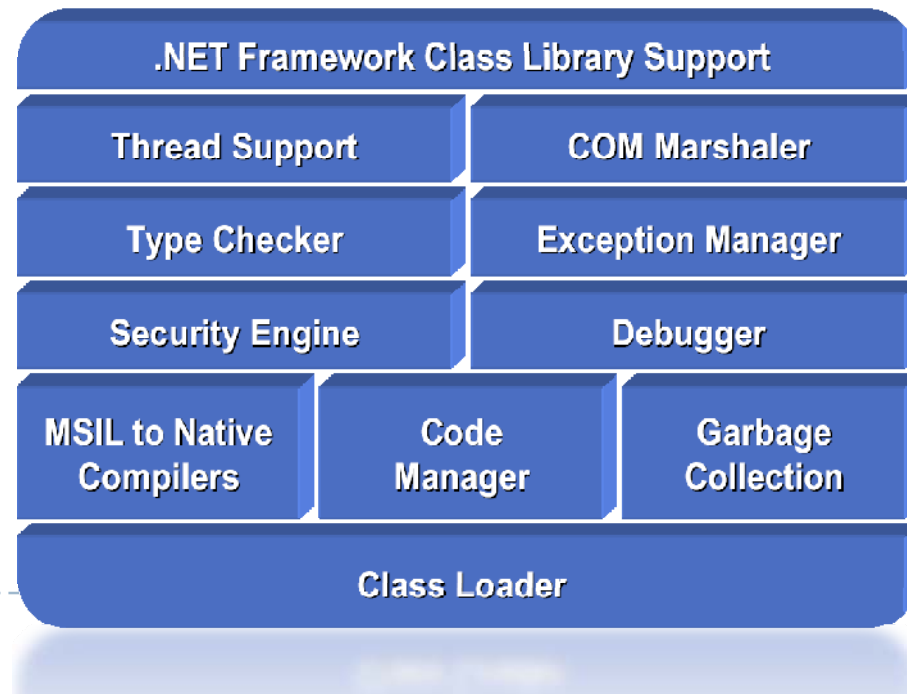 .NET Framework Class Library Support
Thread Support
COM Marshaler
Type Checker
Exception Manager
Security Engine
Debugger
MSIL to Native
Compilers
Code
Manager
Garbage
Collection
Class Loader